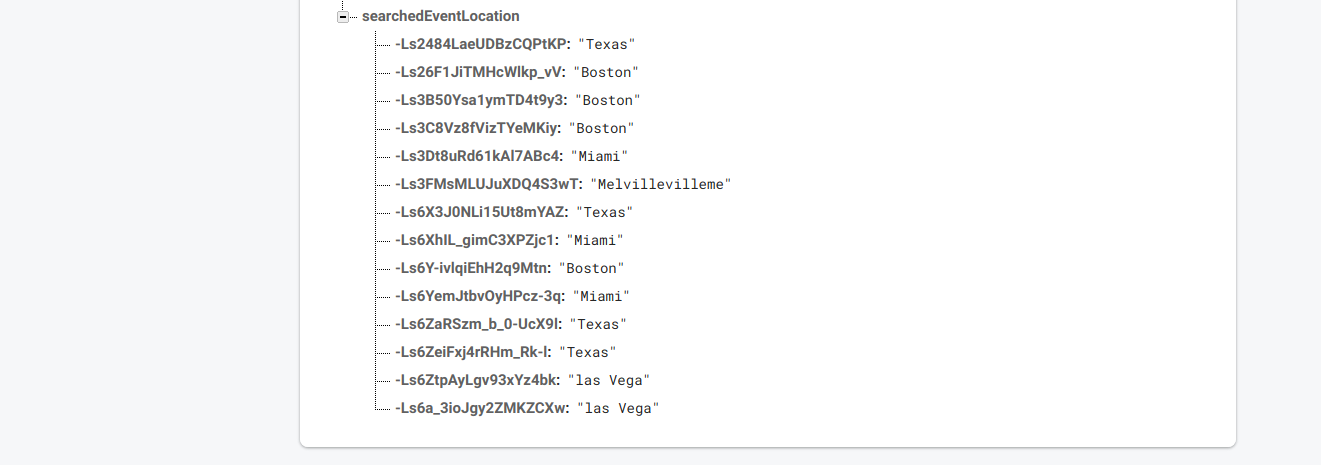 searchedEventLocation
-Ls2484LaeUDBzCQPtKP: "Texas"
-Ls26F1JiTMHcWlkp_vV: "Boston"
-Ls3B50Ysa1ymTD4t9y3: "Boston"
-Ls3C8Vz8fVizTYeMKiy: "Boston"
-Ls3Dt8uRd61kAl7ABc4: "Miami"
-Ls3FMsMLUJuXDQ4S3wT: "Melvillevilleme"
-Ls6X3J0NLi15Ut8mYAZ: "Texas"
-Ls6XhIL_gimC3XPZjc1: "Miami"
-Ls6Y-ivlqiEhH2q9Mtn: "Boston"
-Ls6YemJtbvOyHPcz-3q: "Miami"
-Ls6ZaRSzm_b_0-UcX9l: "Texas"
-Ls6ZeiFxj4rRHm_Rk-l: "Texas"
-Ls6ZtpAyLgv93xYz4bk: "las Vega"
-Ls6a_3ioJgy2ZMKZCXw: "las Vega"